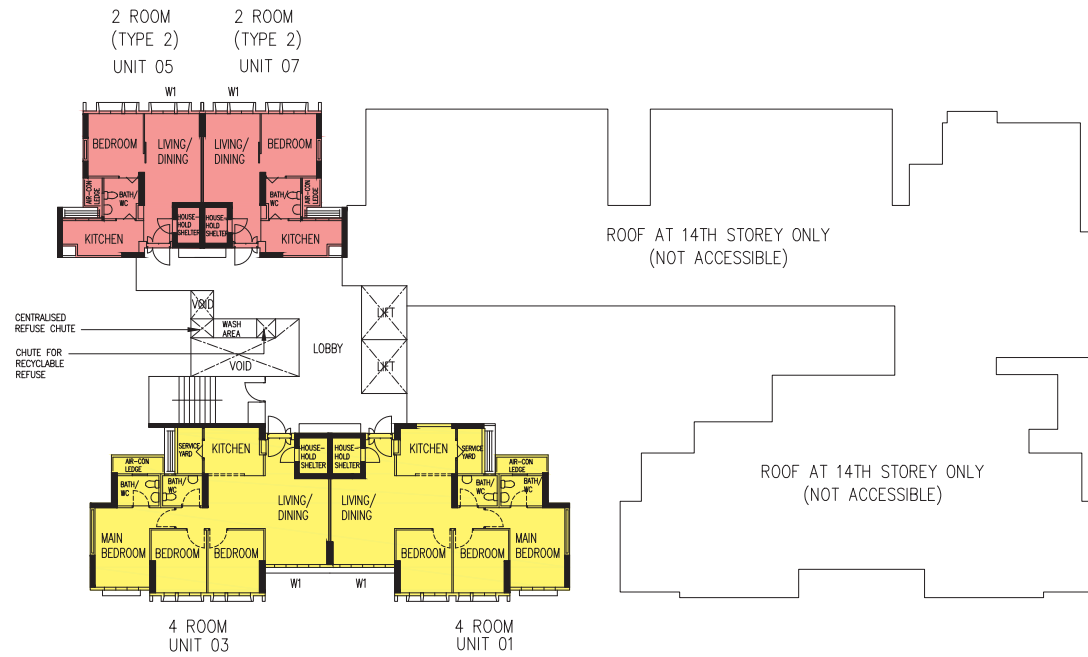 2 ROOM
(TYPE 2)
UNIT 05
2 ROOM
(TYPE 2)
UNIT 07
W1
W1
BEDROOM
LIVING/
DINING
LIVING/
DINING
BEDROOM
AIR-CON
LEDGE
BATH/
WC
BATH/
WC
AIR-CON
LEDGE
HOUSE-
HOLD
SHELTER
HOUSE-
HOLD
SHELTER
KITCHEN
KITCHEN
ROOF AT 14TH STOREY ONLY
(NOT ACCESSIBLE)
VOID
CENTRALISED
REFUSE CHUTE
WASH
AREA
LIFT
CHUTE FOR
RECYCLABLE
REFUSE
VOID
LOBBY
LIFT
SERVICE
YARD
KITCHEN
HOUSE-
HOLD
SHELTER
HOUSE-
HOLD
SHELTER
KITCHEN
SERVICE
YARD
AIR-CON
LEDGE
AIR-CON
LEDGE
BATH/
WC
BATH/
WC
BATH/
WC
BATH/
WC
LIVING/
DINING
LIVING/
DINING
MAIN
BEDROOM
BEDROOM
BEDROOM
BEDROOM
BEDROOM
MAIN
BEDROOM
W1
W1
4 ROOM
UNIT 03
4 ROOM
UNIT 01
ROOF AT 14TH STOREY ONLY
(NOT ACCESSIBLE)